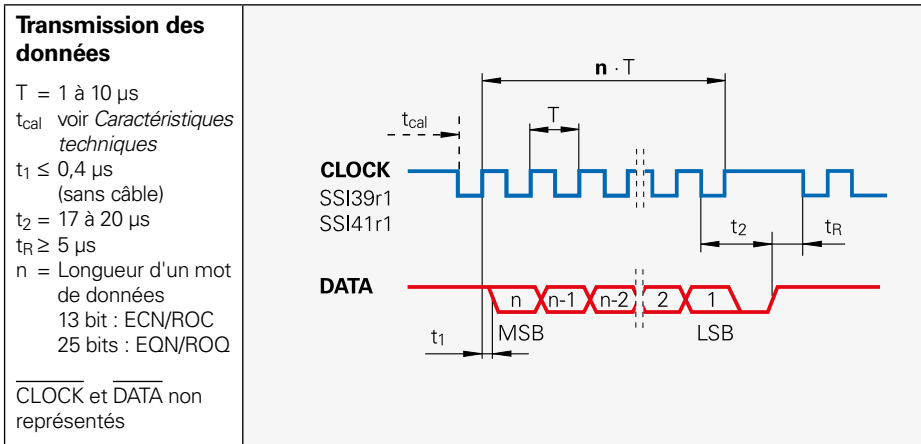 Transmission des
données
T = 1 à 10 µs
tcal voir Caractéristiques
techniques
t1 ≤ 0,4 µs
(sans câble)
t2 = 17 à 20 µs
tR ≥ 5 µs
n = Longueur d'un mot
de données
13 bit : ECN/ROC
25 bits : EQN/ROQ
CLOCK et DATA non
représentés
n · T
tcal
T
CLOCK
SSI39r1
SSI41r1
t2
tR
DATA
n
n-1
n-2
2
1
t1
MSB
LSB